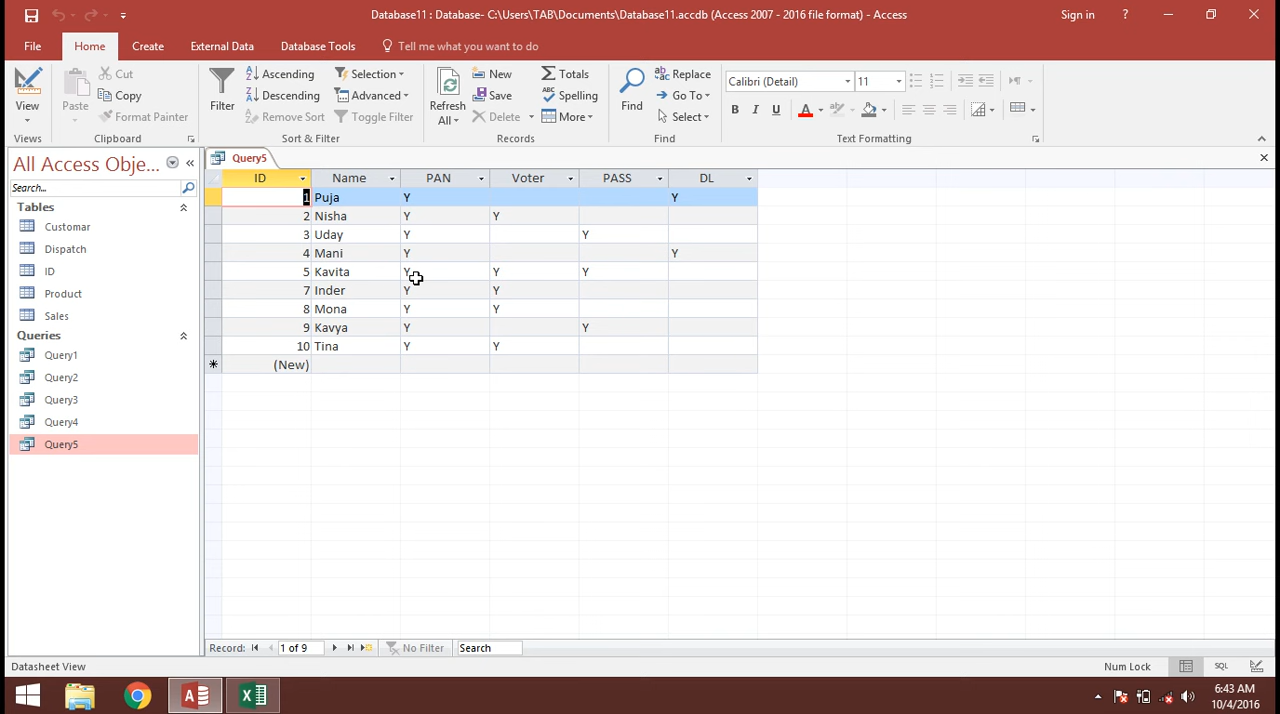 Database11 : Database- C:\Users\TAB\Documents\Database11.accdb (Access 2007 - 2016 file format) - Access
Sign in ?
File Home Create External Data Database Tools Tell me what you want to do
View
Views
Paste
Cut
Copy
Format Painter
Clipboard
Filter
Ascending
Descending
Remove Sort
Selection
Advanced
Toggle Filter
Sort & Filter
Refresh
All
New
Save
Delete
Totals
Spelling
More
Records
Find
Replace
Go To
Select
Find
Calibri (Detail) 11
B I U A
Text Formatting
All Access Obje...
Search...
Tables
Customar
Dispatch
ID
Product
Sales
Queries
Query1
Query2
Query3
Query4
Query5
Query5
ID Name PAN Voter PASS DL
1 Puja Y Y
2 Nisha Y Y
3 Uday Y Y
4 Mani Y Y
5 Kavita Y Y Y
7 Inder Y Y
8 Mona Y Y
9 Kavya Y Y
10 Tina Y Y
(New)
Record: 1 of 9 No Filter Search
Datasheet View Num Lock SQL
6:43 AM
10/4/2016